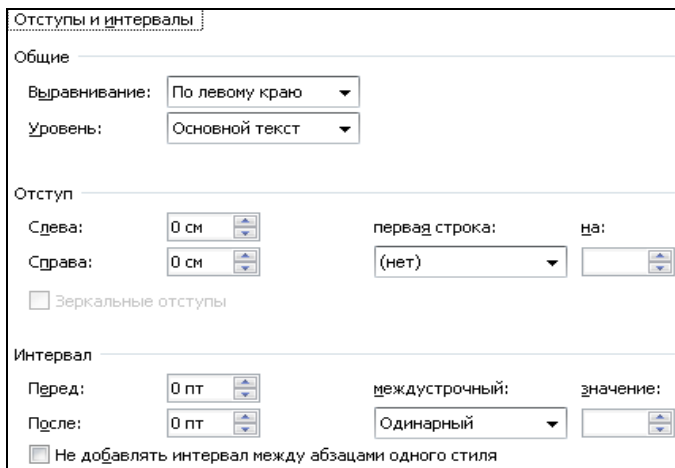 Отступы и интервалы
Общие
Выравнивание: По левому краю
Уровень: Основной текст
Отступ
Слева: 0 см первая строка: на:
Справа: 0 см (нет)
Зеркальные отступы
Интервал
Перед: 0 пт междустрочный: значение:
После: 0 пт Одинарный
Не добавлять интервал между абзацами одного стиля